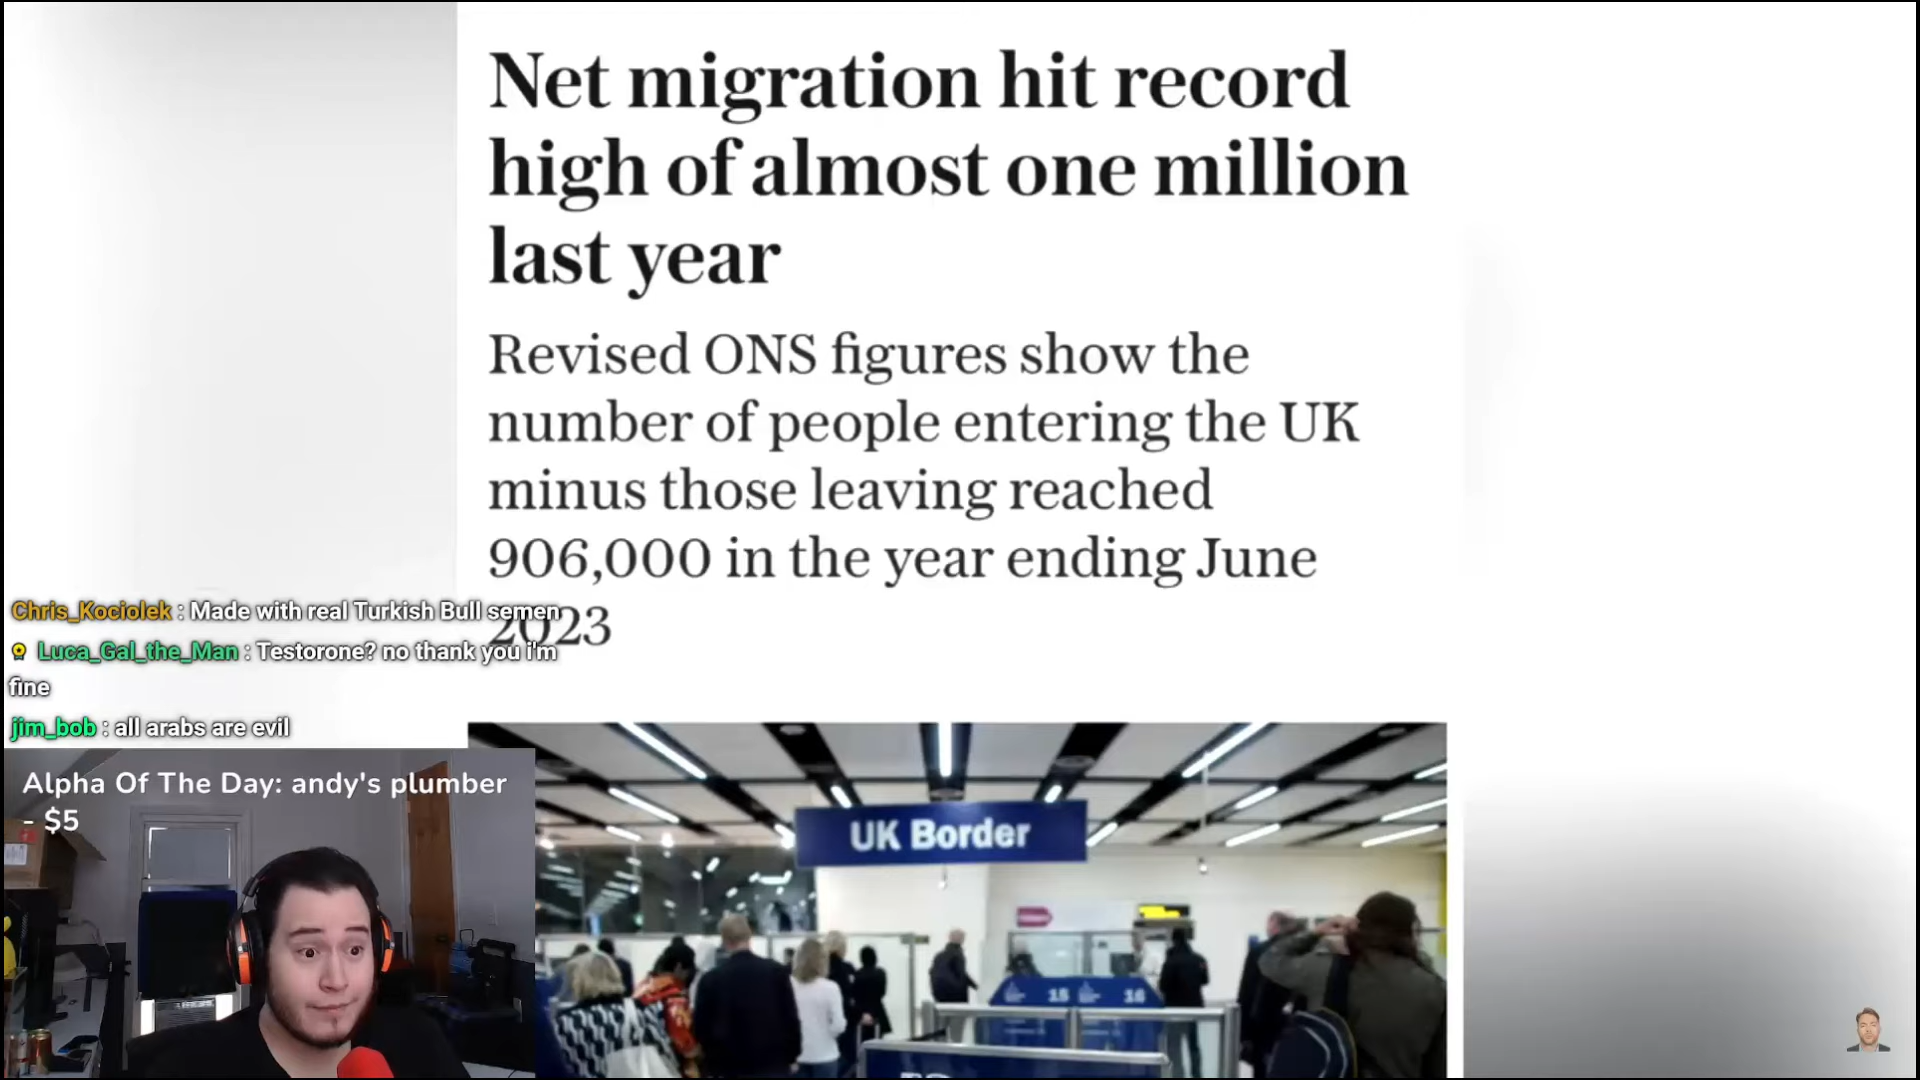 Net migration hit record
high of almost one million
last year
Revised ONS figures show the
number of people entering the UK
minus those leaving reached
906,000 in the year ending June
2023
Chris_Kociolek : Made with real Turkish Bull semen
Luca_Gal_the_Man : Testorone? no thank you i'm
fine
jim_bob : all arabs are evil
Alpha Of The Day: andy's plumber
- $5
UK Border
15 16